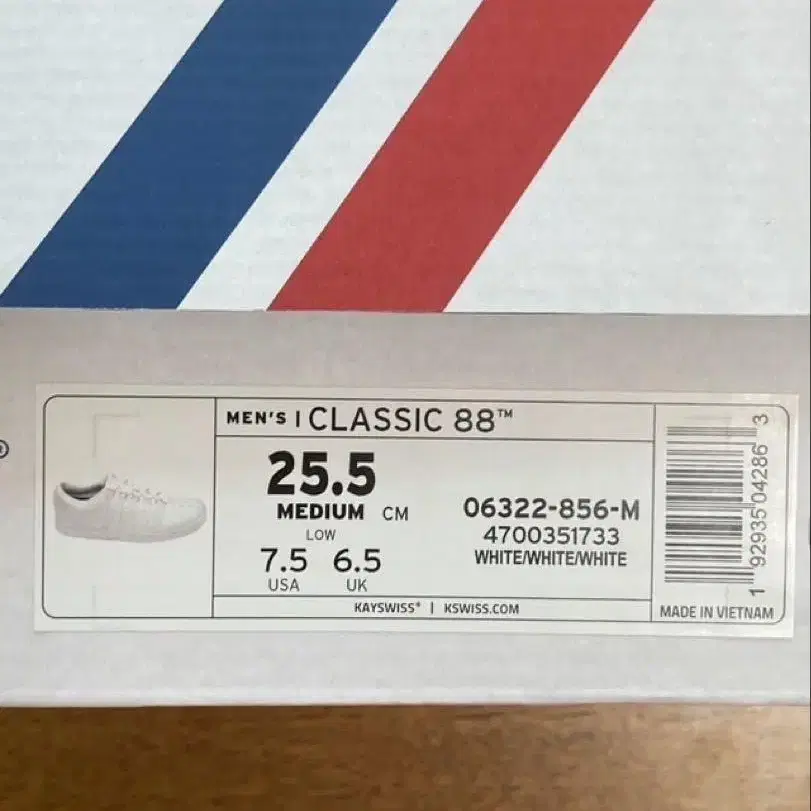 ®
MEN'S | CLASSIC 88™
25.5
MEDIUM CM
LOW
7.5 6.5
USA UK
06322-856-M
4700351733
WHITE/WHITE/WHITE
KAYSWISS® | KSWISS.COM
1 92935 04286 3
MADE IN VIETNAM